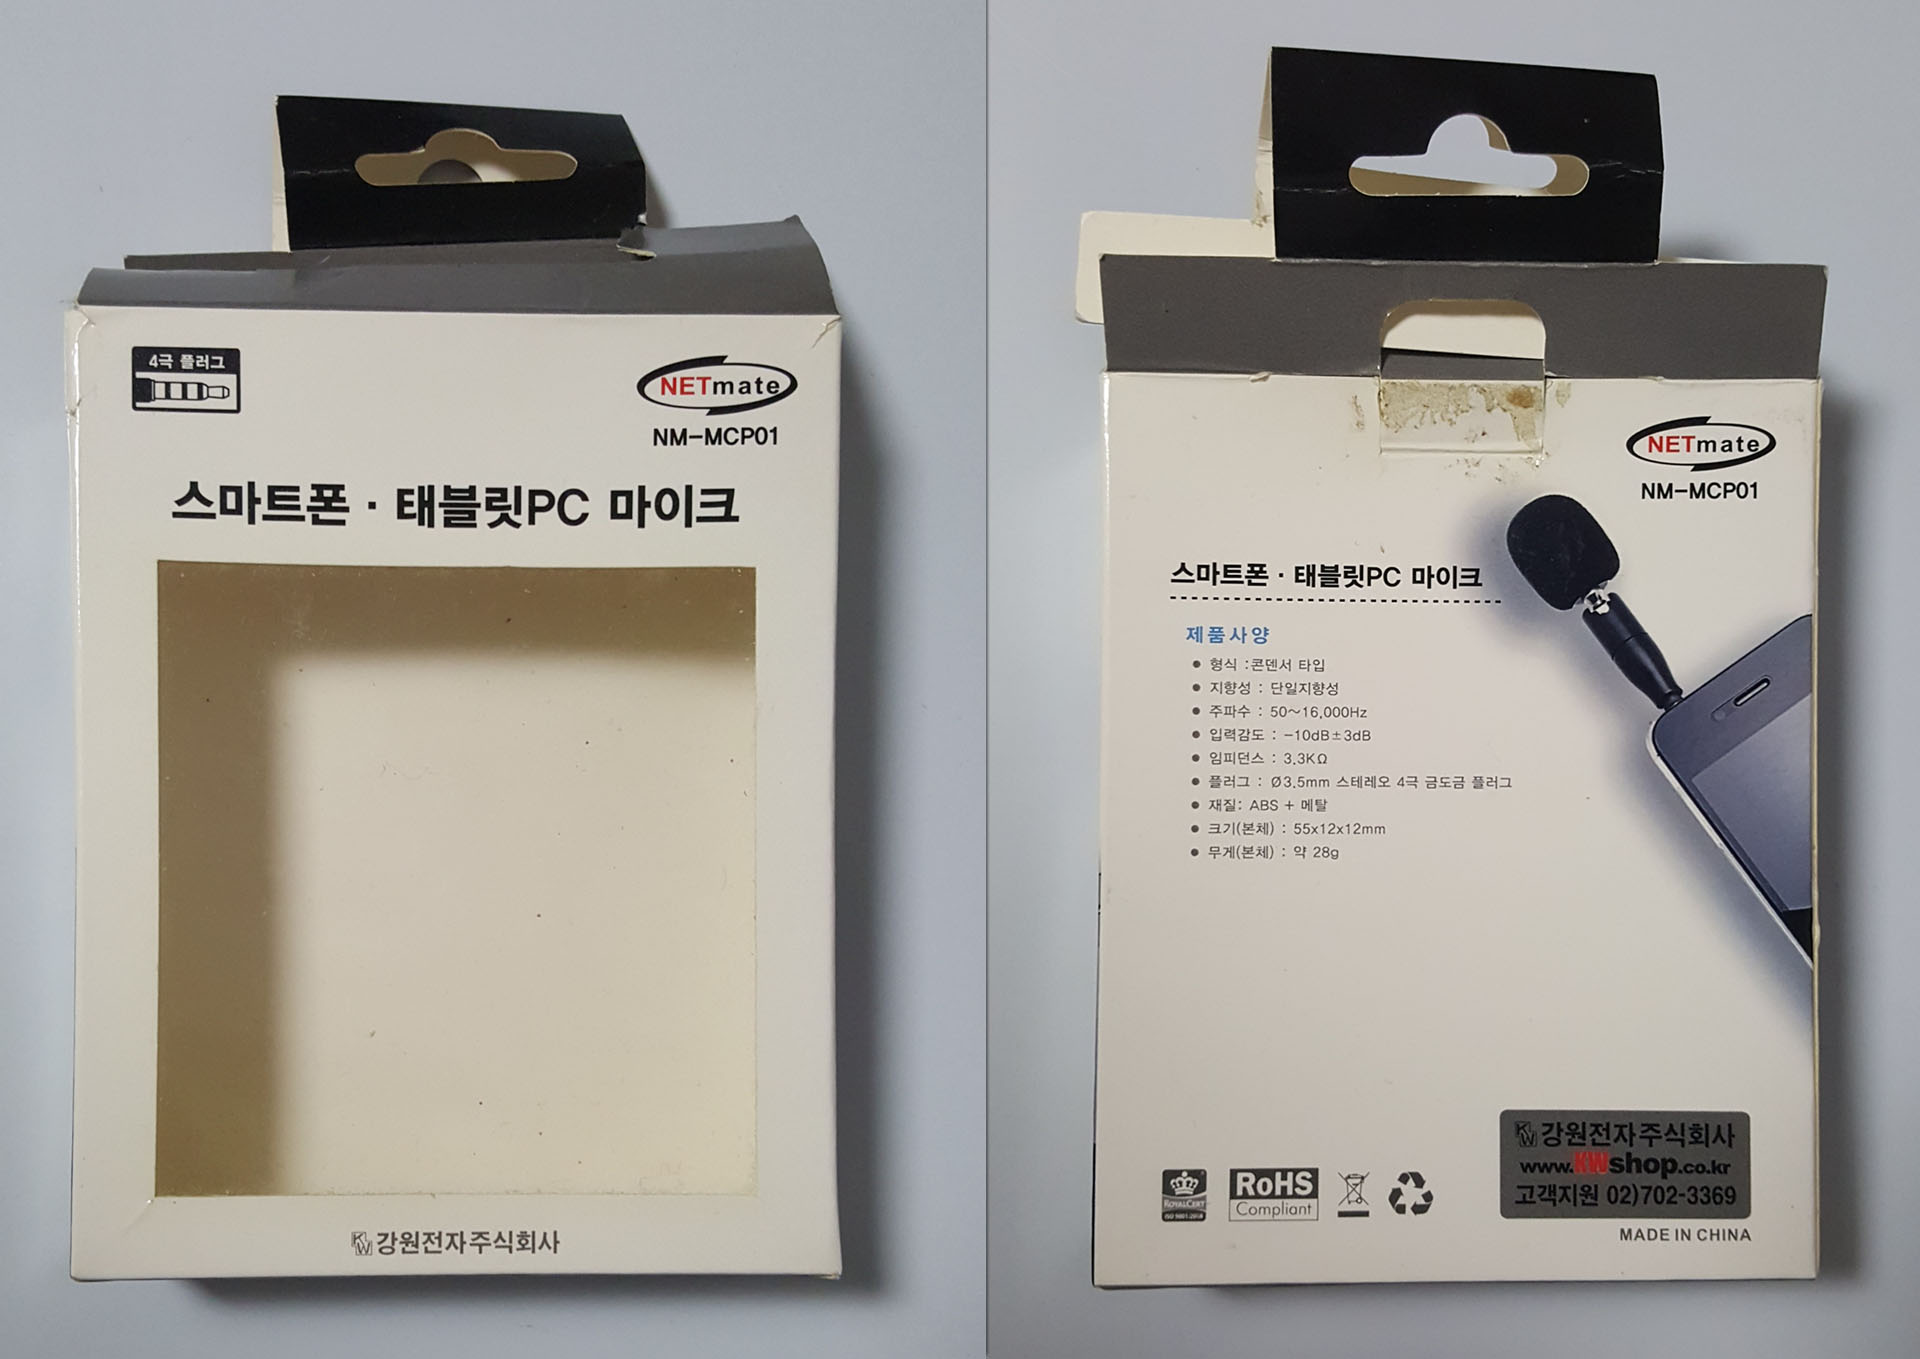 4극 플러그
NETmate
NM-MCP01
스마트폰 · 태블릿PC 마이크
KW 강원전자주식회사
NETmate
NM-MCP01
스마트폰 · 태블릿PC 마이크
제품사양
● 형식 :콘덴서 타입
● 지향성 : 단일지향성
● 주파수 : 50~16,000Hz
● 입력감도 : -10dB±3dB
● 임피던스 : 3.3KΩ
● 플러그 : Ø3.5mm 스테레오 4극 금도금 플러그
● 재질: ABS + 메탈
● 크기(본체) : 55x12x12mm
● 무게(본체) : 약 28g
KW 강원전자주식회사
www.KWshop.co.kr
고객지원 02)702-3369
ROYALCERT
RoHS
Compliant
MADE IN CHINA